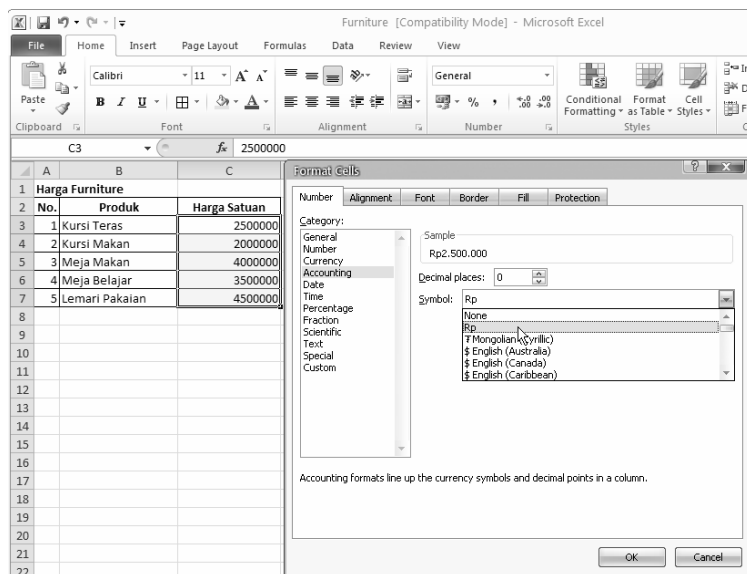 Furniture [Compatibility Mode] - Microsoft Excel
File Home Insert Page Layout Formulas Data Review View
Calibri 11 A A General
Paste B I U A % , Conditional Format Cell
Formatting as Table Styles
Clipboard Font Alignment Number Styles
C3 fx 2500000
A B C
1 Harga Furniture
2 No. Produk Harga Satuan
3 1 Kursi Teras 2500000
4 2 Kursi Makan 2000000
5 3 Meja Makan 4000000
6 4 Meja Belajar 3500000
7 5 Lemari Pakaian 4500000
8
9
10
11
12
13
14
15
16
17
18
19
20
21
22
Format Cells
Number Alignment Font Border Fill Protection
Category:
General
Number
Currency
Accounting
Date
Time
Percentage
Fraction
Scientific
Text
Special
Custom
Sample
Rp2.500.000
Decimal places: 0
Symbol: Rp
None
Rp
₮ Mongolian (Cyrillic)
$ English (Australia)
$ English (Canada)
$ English (Caribbean)
Accounting formats line up the currency symbols and decimal points in a column.
OK Cancel